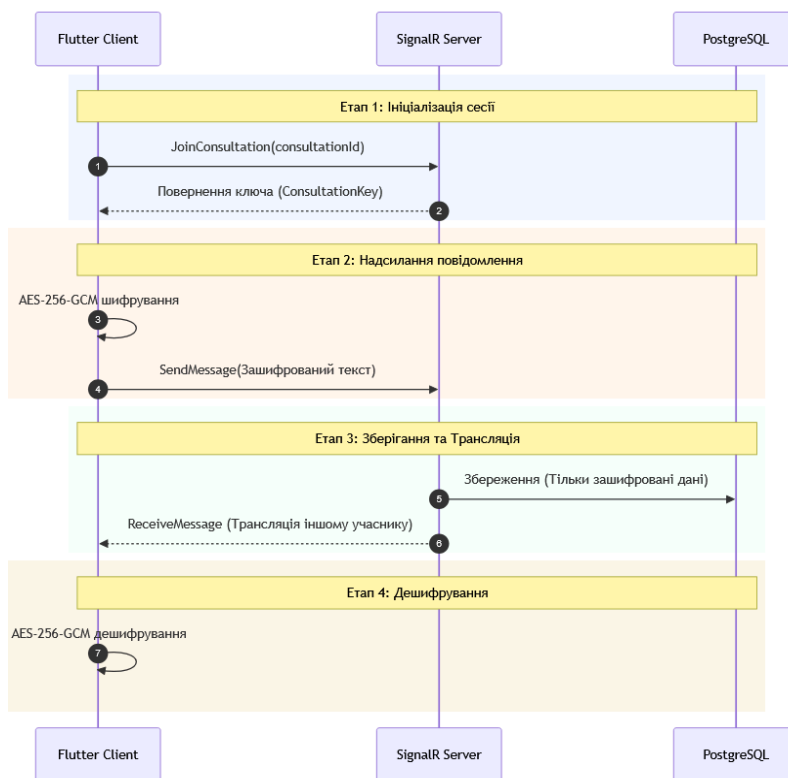 Flutter Client
SignalR Server
PostgreSQL
Етап 1: Ініціалізація сесії
JoinConsultation(consultationId)
1
Повернення ключа (ConsultationKey)
2
Етап 2: Надсилання повідомлення
AES-256-GCM шифрування
3
SendMessage(Зашифрований текст)
4
Етап 3: Зберігання та Трансляція
Збереження (Тільки зашифровані дані)
5
ReceiveMessage (Трансляція іншому учаснику)
6
Етап 4: Дешифрування
AES-256-GCM дешифрування
7
Flutter Client
SignalR Server
PostgreSQL